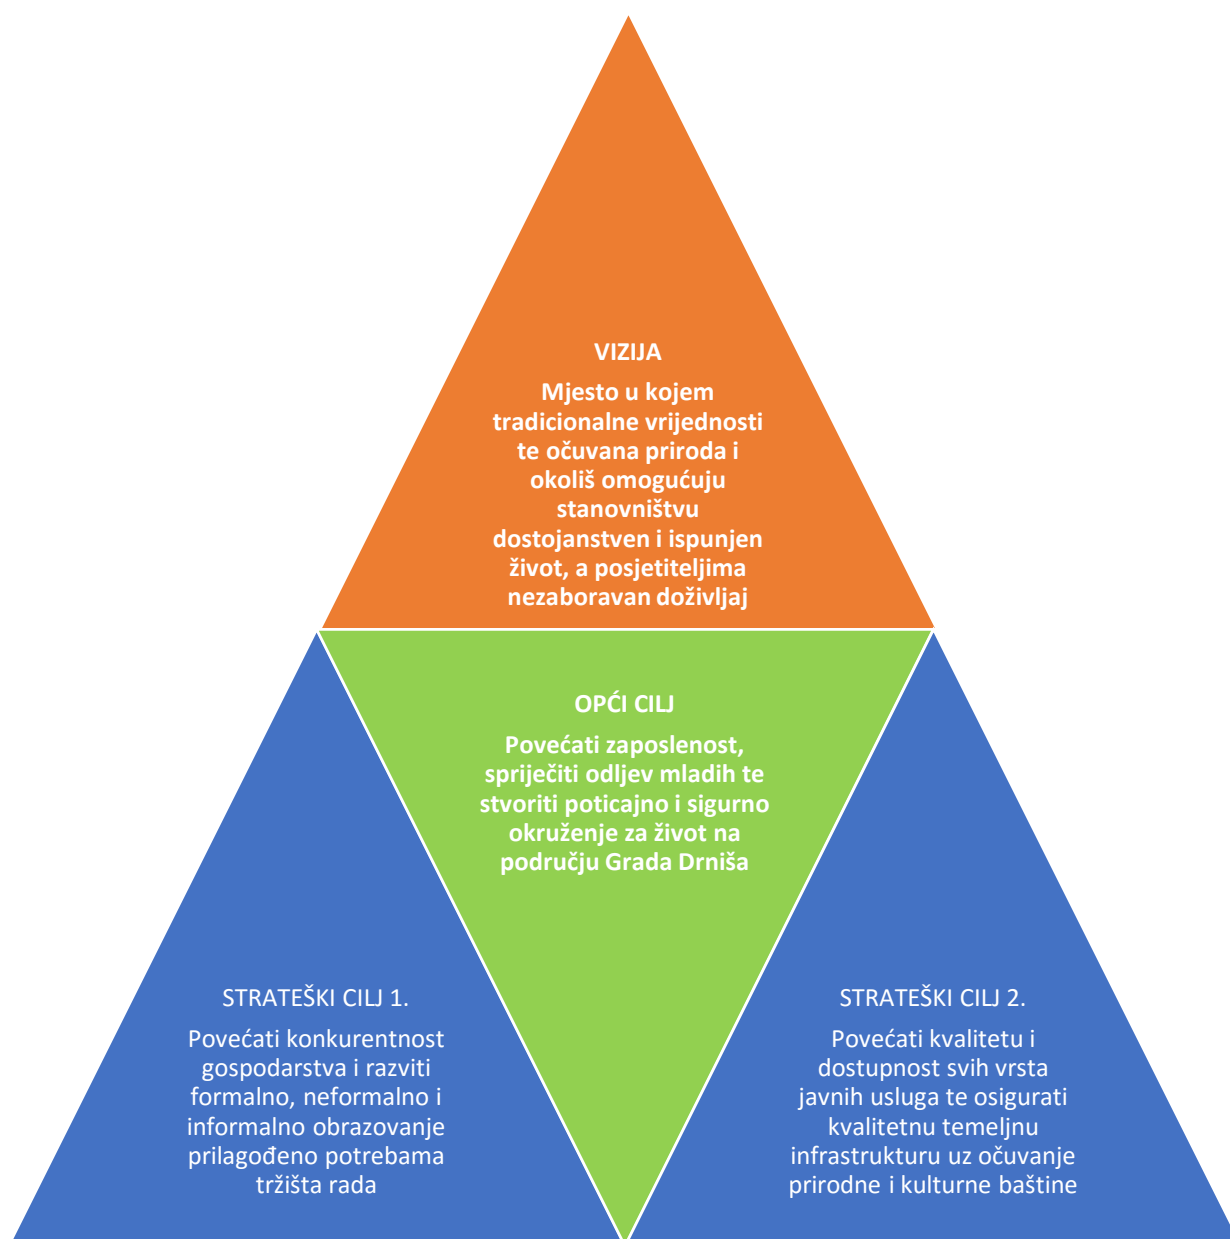 VIZIJA
Mjesto u kojem
tradicionalne vrijednosti
te očuvana priroda i
okoliš omogućuju
stanovništvu
dostojanstven i ispunjen
život, a posjetiteljima
nezaboravan doživljaj
OPĆI CILJ
Povećati zaposlenost,
spriječiti odljev mladih te
stvoriti poticajno i sigurno
okruženje za život na
području Grada Drniša
STRATEŠKI CILJ 1.
Povećati konkurentnost
gospodarstva i razviti
formalno, neformalno i
informalno obrazovanje
prilagođeno potrebama
tržišta rada
STRATEŠKI CILJ 2.
Povećati kvalitetu i
dostupnost svih vrsta
javnih usluga te osigurati
kvalitetnu temeljnu
infrastrukturu uz očuvanje
prirodne i kulturne baštine